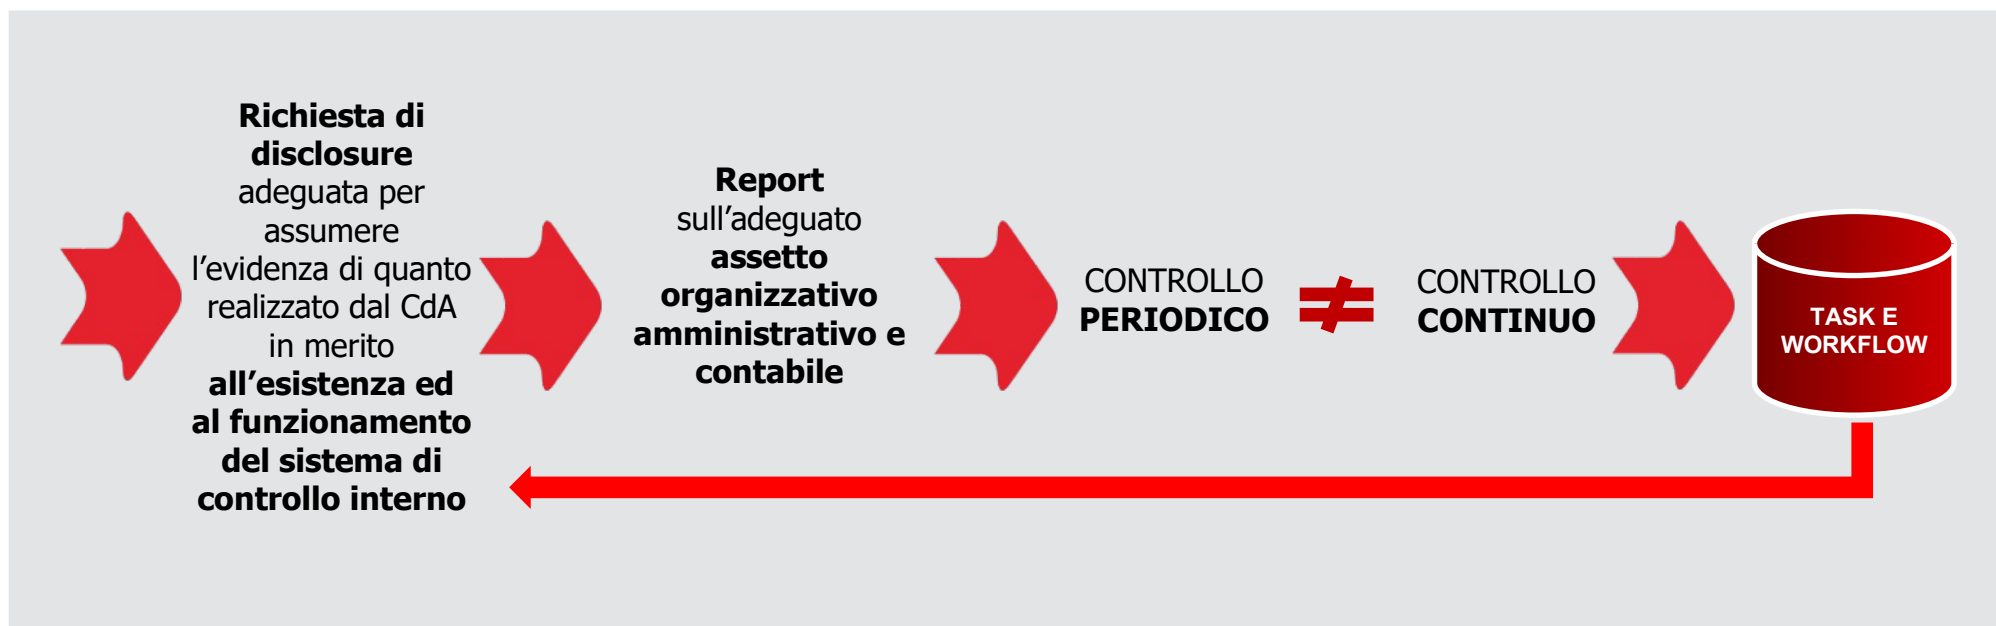 Richiesta di
disclosure
adeguata per
assumere
l’evidenza di quanto
realizzato dal CdA
in merito
all’esistenza ed
al funzionamento
del sistema di
controllo interno
Report
sull’adeguato
assetto
organizzativo
amministrativo e
contabile
CONTROLLO
PERIODICO
≠
CONTROLLO
CONTINUO
TASK E
WORKFLOW